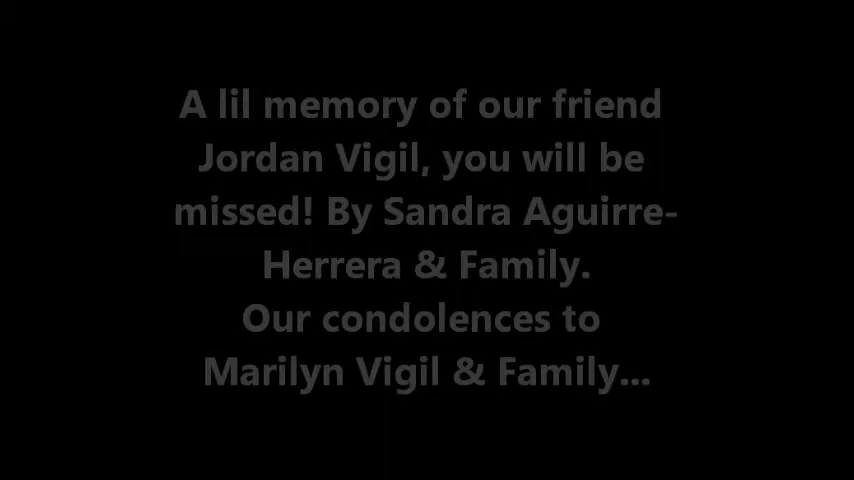 A lil memory of our friend
Jordan Vigil, you will be
missed! By Sandra Aguirre-
Herrera & Family.
Our condolences to
Marilyn Vigil & Family...